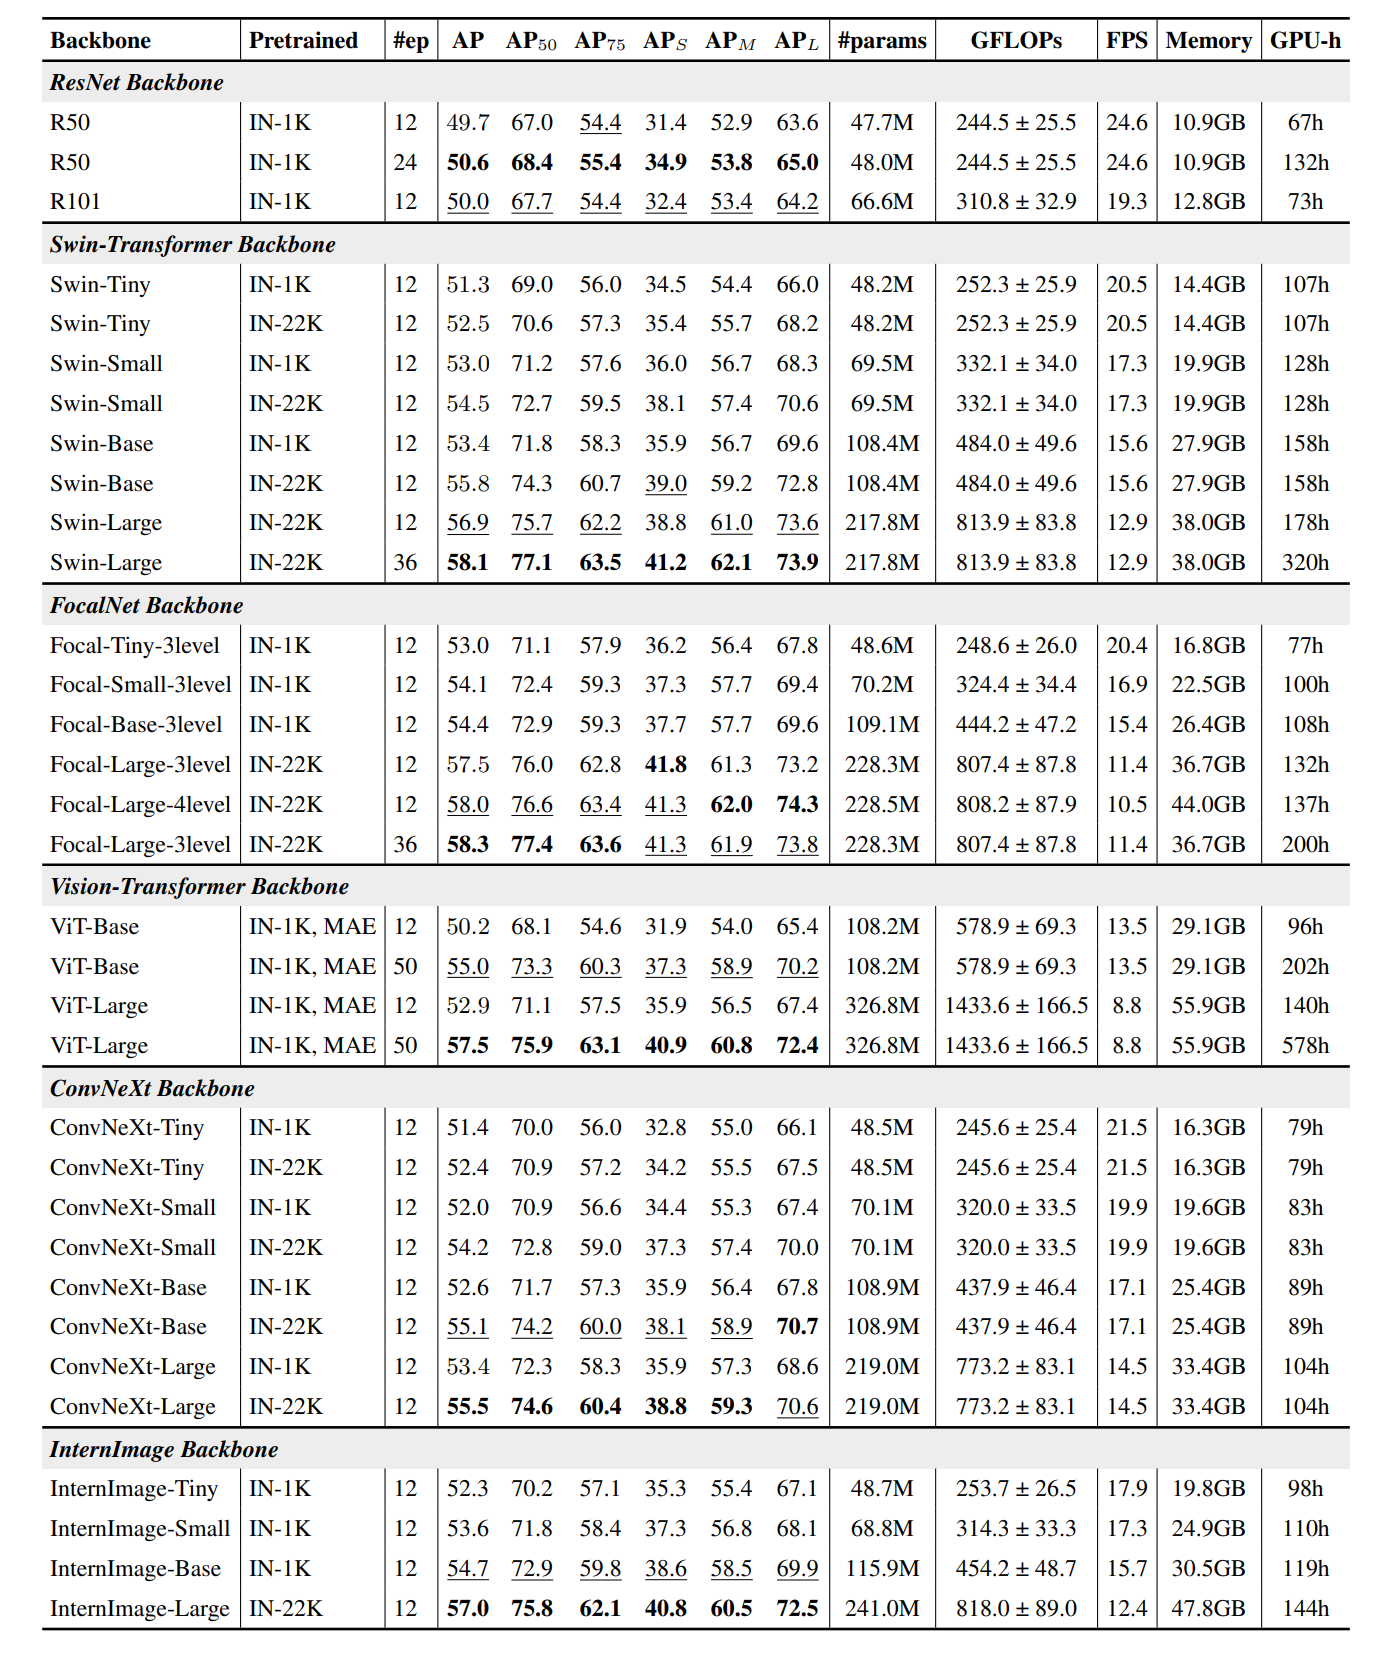 Backbone Pretrained #ep AP AP50 AP75 APS APM APL #params GFLOPs FPS Memory GPU-h
ResNet Backbone
R50 IN-1K 12 49.7 67.0 54.4 31.4 52.9 63.6 47.7M 244.5 ± 25.5 24.6 10.9GB 67h
R50 IN-1K 24 50.6 68.4 55.4 34.9 53.8 65.0 48.0M 244.5 ± 25.5 24.6 10.9GB 132h
R101 IN-1K 12 50.0 67.7 54.4 32.4 53.4 64.2 66.6M 310.8 ± 32.9 19.3 12.8GB 73h
Swin-Transformer Backbone
Swin-Tiny IN-1K 12 51.3 69.0 56.0 34.5 54.4 66.0 48.2M 252.3 ± 25.9 20.5 14.4GB 107h
Swin-Tiny IN-22K 12 52.5 70.6 57.3 35.4 55.7 68.2 48.2M 252.3 ± 25.9 20.5 14.4GB 107h
Swin-Small IN-1K 12 53.0 71.2 57.6 36.0 56.7 68.3 69.5M 332.1 ± 34.0 17.3 19.9GB 128h
Swin-Small IN-22K 12 54.5 72.7 59.5 38.1 57.4 70.6 69.5M 332.1 ± 34.0 17.3 19.9GB 128h
Swin-Base IN-1K 12 53.4 71.8 58.3 35.9 56.7 69.6 108.4M 484.0 ± 49.6 15.6 27.9GB 158h
Swin-Base IN-22K 12 55.8 74.3 60.7 39.0 59.2 72.8 108.4M 484.0 ± 49.6 15.6 27.9GB 158h
Swin-Large IN-22K 12 56.9 75.7 62.2 38.8 61.0 73.6 217.8M 813.9 ± 83.8 12.9 38.0GB 178h
Swin-Large IN-22K 36 58.1 77.1 63.5 41.2 62.1 73.9 217.8M 813.9 ± 83.8 12.9 38.0GB 320h
FocalNet Backbone
Focal-Tiny-3level IN-1K 12 53.0 71.1 57.9 36.2 56.4 67.8 48.6M 248.6 ± 26.0 20.4 16.8GB 77h
Focal-Small-3level IN-1K 12 54.1 72.4 59.3 37.3 57.7 69.4 70.2M 324.4 ± 34.4 16.9 22.5GB 100h
Focal-Base-3level IN-1K 12 54.4 72.9 59.3 37.7 57.7 69.6 109.1M 444.2 ± 47.2 15.4 26.4GB 108h
Focal-Large-3level IN-22K 12 57.5 76.0 62.8 41.8 61.3 73.2 228.3M 807.4 ± 87.8 11.4 36.7GB 132h
Focal-Large-4level IN-22K 12 58.0 76.6 63.4 41.3 62.0 74.3 228.5M 808.2 ± 87.9 10.5 44.0GB 137h
Focal-Large-3level IN-22K 36 58.3 77.4 63.6 41.3 61.9 73.8 228.3M 807.4 ± 87.8 11.4 36.7GB 200h
Vision-Transformer Backbone
ViT-Base IN-1K, MAE 12 50.2 68.1 54.6 31.9 54.0 65.4 108.2M 578.9 ± 69.3 13.5 29.1GB 96h
ViT-Base IN-1K, MAE 50 55.0 73.3 60.3 37.3 58.9 70.2 108.2M 578.9 ± 69.3 13.5 29.1GB 202h
ViT-Large IN-1K, MAE 12 52.9 71.1 57.5 35.9 56.5 67.4 326.8M 1433.6 ± 166.5 8.8 55.9GB 140h
ViT-Large IN-1K, MAE 50 57.5 75.9 63.1 40.9 60.8 72.4 326.8M 1433.6 ± 166.5 8.8 55.9GB 578h
ConvNeXt Backbone
ConvNeXt-Tiny IN-1K 12 51.4 70.0 56.0 32.8 55.0 66.1 48.5M 245.6 ± 25.4 21.5 16.3GB 79h
ConvNeXt-Tiny IN-22K 12 52.4 70.9 57.2 34.2 55.5 67.5 48.5M 245.6 ± 25.4 21.5 16.3GB 79h
ConvNeXt-Small IN-1K 12 52.0 70.9 56.6 34.4 55.3 67.4 70.1M 320.0 ± 33.5 19.9 19.6GB 83h
ConvNeXt-Small IN-22K 12 54.2 72.8 59.0 37.3 57.4 70.0 70.1M 320.0 ± 33.5 19.9 19.6GB 83h
ConvNeXt-Base IN-1K 12 52.6 71.7 57.3 35.9 56.4 67.8 108.9M 437.9 ± 46.4 17.1 25.4GB 89h
ConvNeXt-Base IN-22K 12 55.1 74.2 60.0 38.1 58.9 70.7 108.9M 437.9 ± 46.4 17.1 25.4GB 89h
ConvNeXt-Large IN-1K 12 53.4 72.3 58.3 35.9 57.3 68.6 219.0M 773.2 ± 83.1 14.5 33.4GB 104h
ConvNeXt-Large IN-22K 12 55.5 74.6 60.4 38.8 59.3 70.6 219.0M 773.2 ± 83.1 14.5 33.4GB 104h
InternImage Backbone
InternImage-Tiny IN-1K 12 52.3 70.2 57.1 35.3 55.4 67.1 48.7M 253.7 ± 26.5 17.9 19.8GB 98h
InternImage-Small IN-1K 12 53.6 71.8 58.4 37.3 56.8 68.1 68.8M 314.3 ± 33.3 17.3 24.9GB 110h
InternImage-Base IN-1K 12 54.7 72.9 59.8 38.6 58.5 69.9 115.9M 454.2 ± 48.7 15.7 30.5GB 119h
InternImage-Large IN-22K 12 57.0 75.8 62.1 40.8 60.5 72.5 241.0M 818.0 ± 89.0 12.4 47.8GB 144h